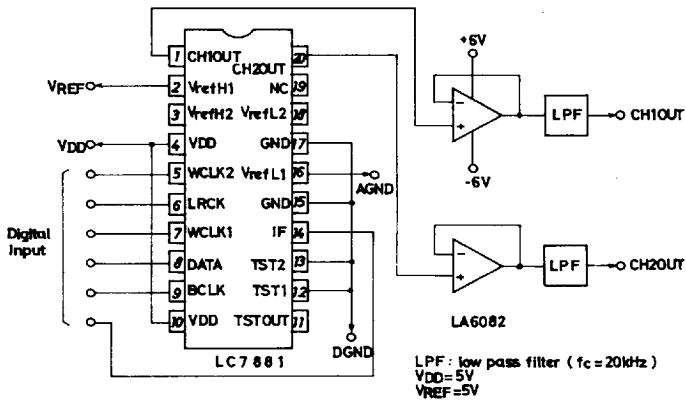 1 CH1OUT
CH2OUT 20
+6V
VREF
2 VrefH1
NC 19
3 VrefH2
VrefL2 18
VDD
4 VDD
GND 17
5 WCLK2
VrefL1 16
AGND
6 LRCK
GND 15
7 WCLK1
IF 14
8 DATA
TST2 13
9 BCLK
TST1 12
10 VDD
TSTOUT 11
Digital
Input
LC7881
DGND
-
+
LPF
CH1OUT
-6V
-
+
LPF
CH2OUT
LA6082
LPF: low pass filter (fc=20kHz)
VDD=5V
VREF=5V